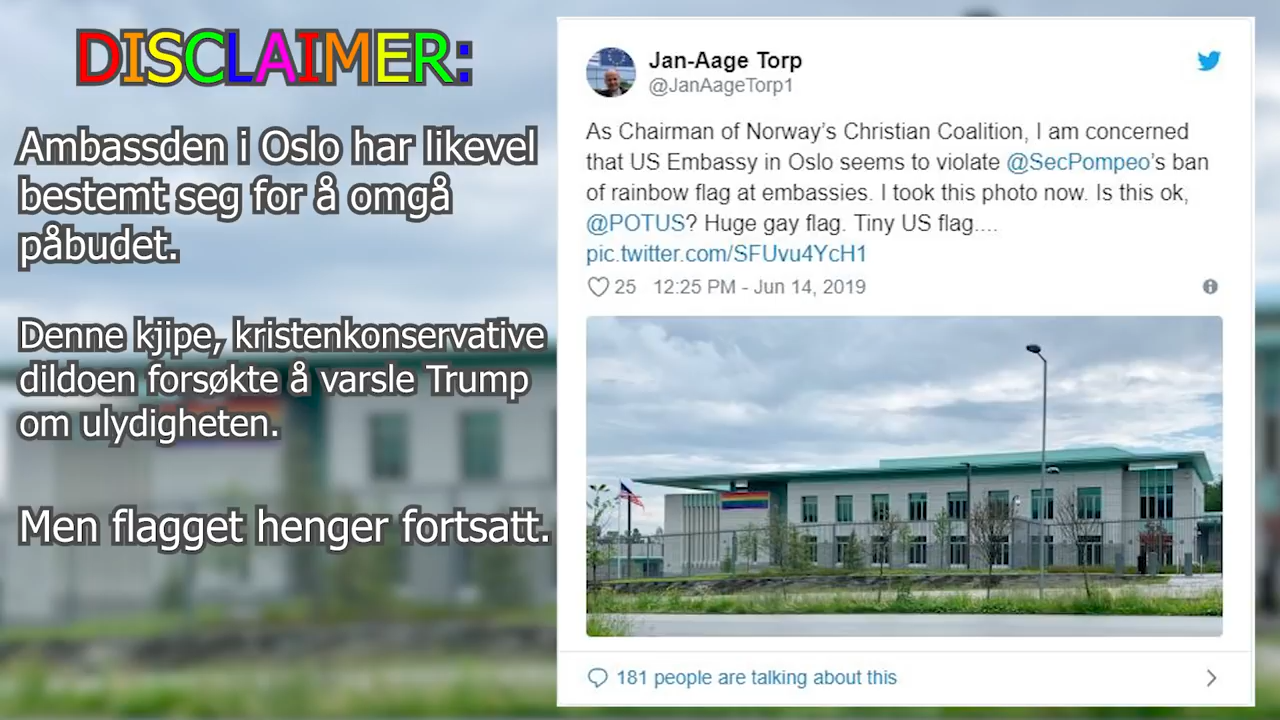 DISCLAIMER:
Ambassden i Oslo har likevel
bestemt seg for å omgå
påbudet.
Denne kjipe, kristenkonservative
dildoen forsøkte å varsle Trump
om ulydigheten.
Men flagget henger fortsatt.
Jan-Aage Torp
@JanAageTorp1
As Chairman of Norway's Christian Coalition, I am concerned
that US Embassy in Oslo seems to violate @SecPompeo's ban
of rainbow flag at embassies. I took this photo now. Is this ok,
@POTUS? Huge gay flag. Tiny US flag....
pic.twitter.com/SFUvu4YcH1
25 12:25 PM - Jun 14, 2019
181 people are talking about this